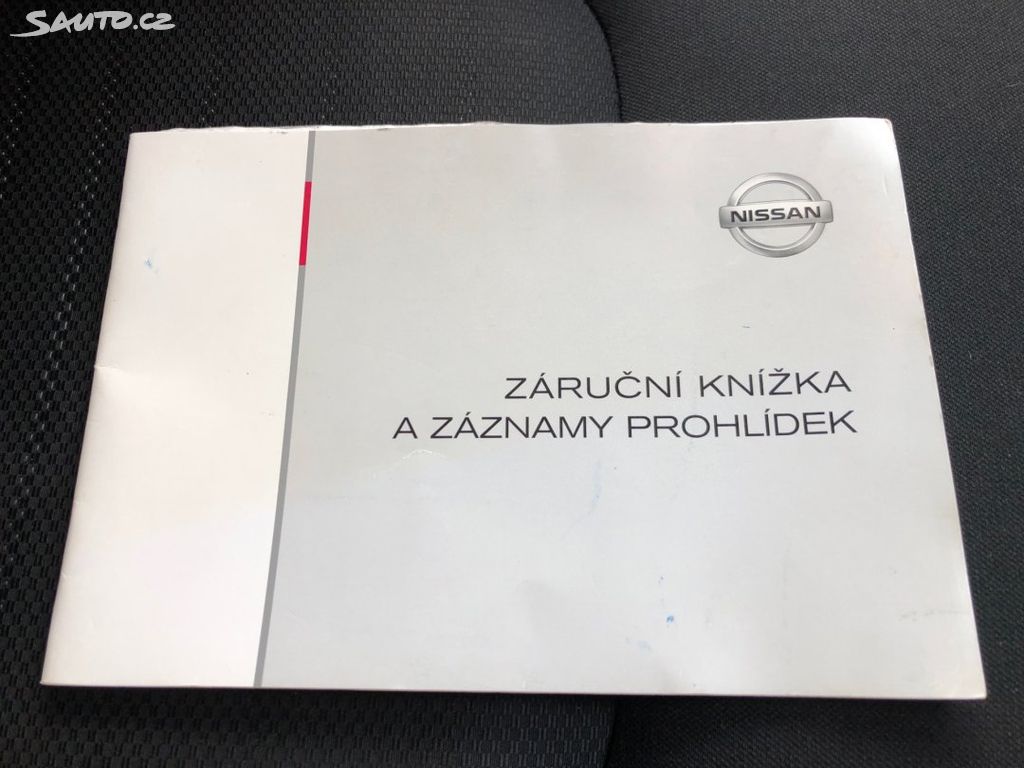 Sauto.cz
NISSAN
ZÁRUČNÍ KNÍŽKA
A ZÁZNAMY PROHLÍDEK